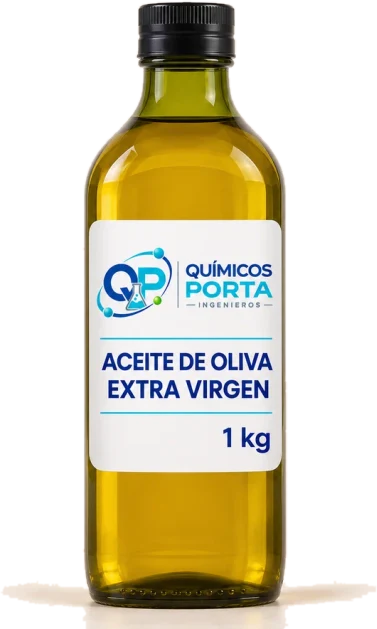 QP
QUÍMICOS
PORTA
INGENIEROS
ACEITE DE OLIVA
EXTRA VIRGEN
1 kg